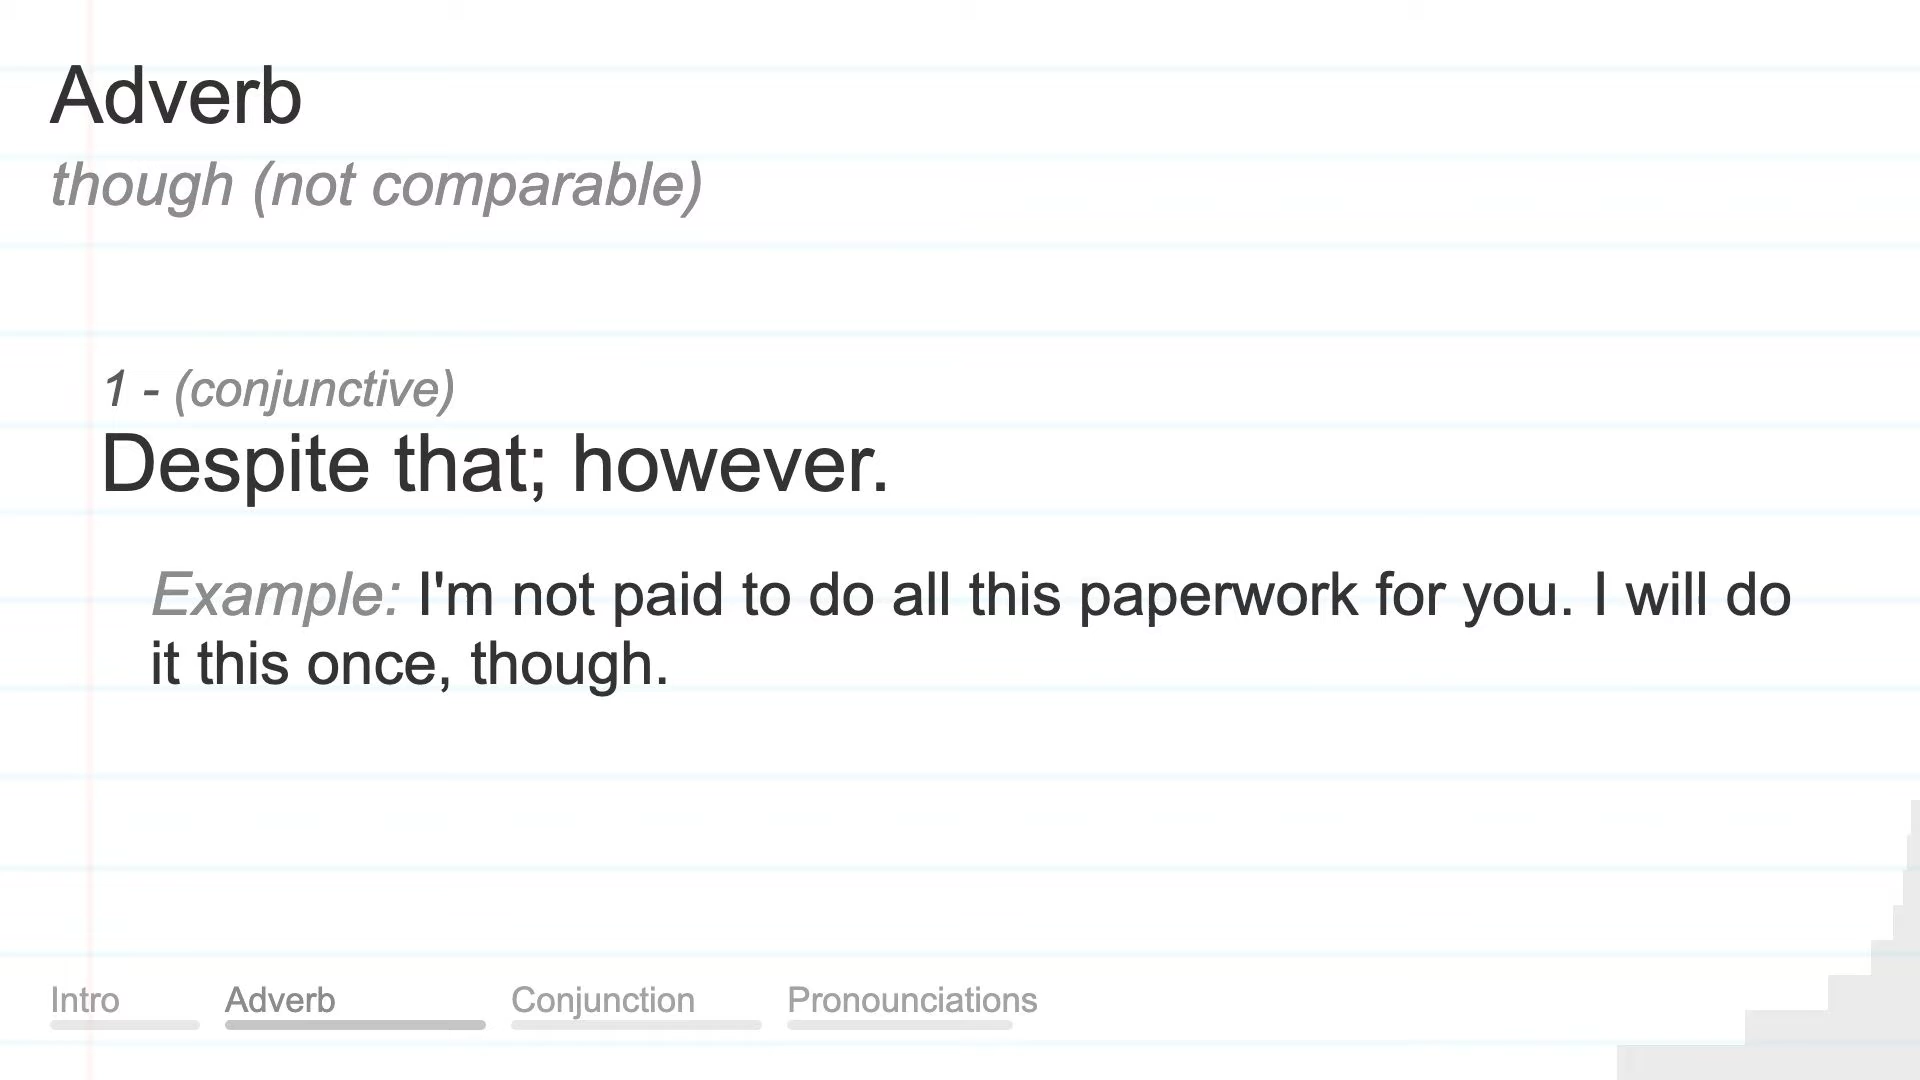 Adverb
though (not comparable)
1 - (conjunctive)
Despite that; however.
Example: I'm not paid to do all this paperwork for you. I will do
it this once, though.
Intro Adverb Conjunction Pronounciations